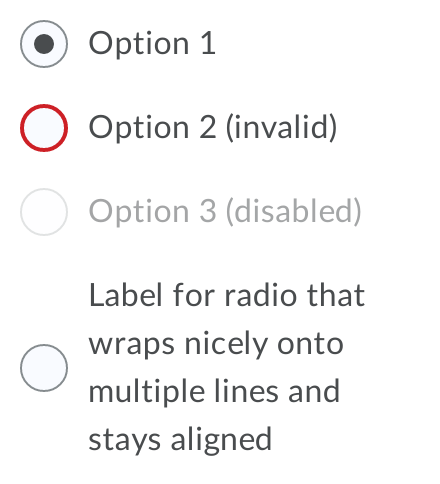 Option 1
Option 2 (invalid)
Option 3 (disabled)
Label for radio that
wraps nicely onto
multiple lines and
stays aligned